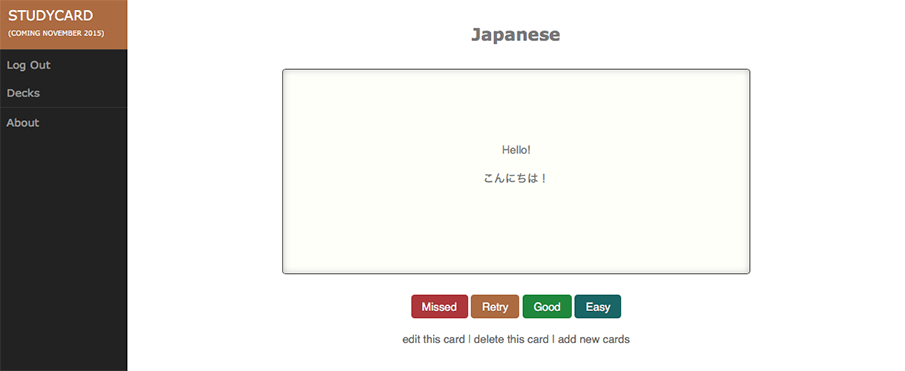 STUDYCARD
(COMING NOVEMBER 2015)
Log Out
Decks
About
Japanese
Hello!
こんにちは！
Missed
Retry
Good
Easy
edit this card | delete this card | add new cards